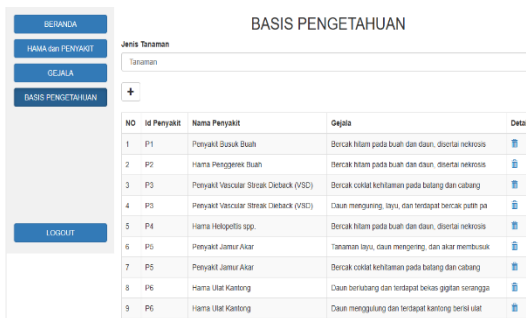 BERANDA
HAMA dan PENYAKIT
GEJALA
BASIS PENGETAHUAN
LOGOUT
BASIS PENGETAHUAN
Jenis Tanaman
Tanaman
+
NO Id Penyakit Nama Penyakit Gejala Detai
1 P1 Penyakit Busuk Buah Bercak hitam pada buah dan daun, disertai nekrosis
2 P2 Hama Penggerek Buah Bercak hitam pada buah dan daun, disertai nekrosis
3 P3 Penyakit Vascular Streak Dieback (VSD) Bercak coklat kehitaman pada batang dan cabang
4 P3 Penyakit Vascular Streak Dieback (VSD) Daun menguning, layu, dan terdapat bercak putih pa
5 P4 Hama Helopeltis spp. Bercak hitam pada buah dan daun, disertai nekrosis
6 P5 Penyakit Jamur Akar Tanaman layu, daun mengering, dan akar membusuk
7 P5 Penyakit Jamur Akar Bercak coklat kehitaman pada batang dan cabang
8 P6 Hama Ulat Kantong Daun berlubang dan terdapat bekas gigitan serangga
9 P6 Hama Ulat Kantong Daun menggulung dan terdapat kantong berisi ulat